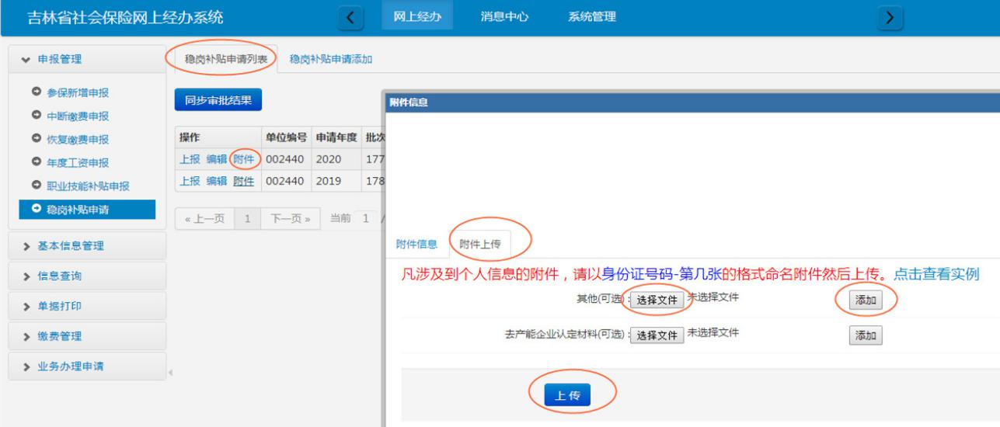 吉林省社会保险网上经办系统 网上经办 消息中心 系统管理
申报管理
参保新增申报
中断缴费申报
恢复缴费申报
年度工资申报
职业技能补贴申报
稳岗补贴申请
基本信息管理
信息查询
单据打印
缴费管理
业务办理申请
稳岗补贴申请列表 稳岗补贴申请添加
同步审批结果
操作 单位编号 申请年度 批次
上报 编辑 附件 002440 2020 177
上报 编辑 附件 002440 2019 178
« 上一页 1 下一页 » 当前 1 /
附件信息
附件信息 附件上传
凡涉及到个人信息的附件，请以身份证号码-第几张的格式命名附件然后上传。点击查看实例
其他(可选)：选择文件 未选择文件 添加
去产能企业认定材料(可选)：选择文件 未选择文件 添加
上 传